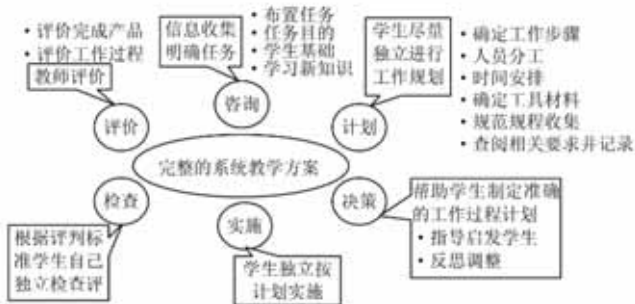 • 评价完成产品
• 评价工作过程
教师评价
评价
信息收集
明确任务
• 布置任务
• 任务目的
• 学生基础
• 学习新知识
咨询
学生尽量
独立进行
工作规划
• 确定工作步骤
• 人员分工
• 时间安排
• 确定工具材料
• 规范规程收集
• 查阅相关要求并记录
计划
完整的系统教学方案
检查
根据评判标
准学生自己
独立检查评
实施
学生独立按
计划实施
决策
帮助学生制定准确
的工作过程计划
• 指导启发学生
• 反思调整